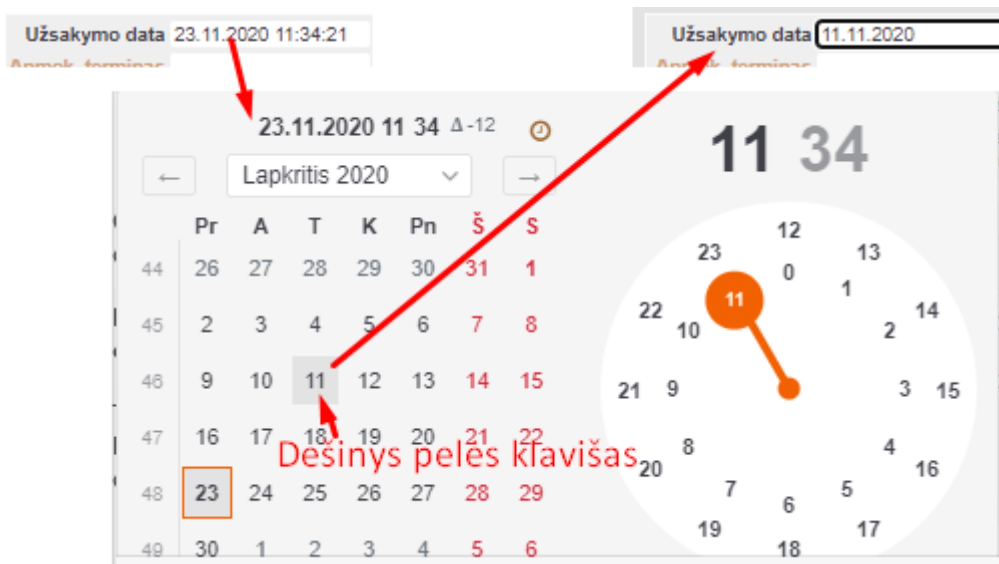 Užsakymo data 23.11.2020 11:34:21
Užsakymo data 11.11.2020
Apmok. terminas
Apmok. terminas
23.11.2020 11 34 Δ -12
11 34
← Lapkritis 2020 →
Pr A T K Pn Š S
44 26 27 28 29 30 31 1
45 2 3 4 5 6 7 8
46 9 10 11 12 13 14 15
47 16 17 18 19 20 21 22
Dešinys pelės klavišas
48 23 24 25 26 27 28 29
49 30 1 2 3 4 5 6
12
23 13
0
11 1
22 14
10 2
21 9 3 15
8 4
20 16
7 5
6
19 17
18